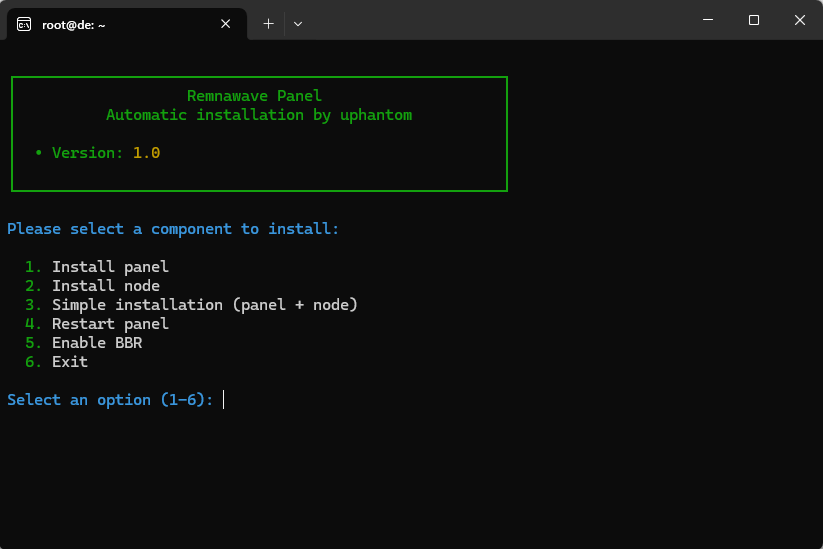 root@de: ~
Remnawave Panel
Automatic installation by uphantom
• Version: 1.0
Please select a component to install:
1. Install panel
2. Install node
3. Simple installation (panel + node)
4. Restart panel
5. Enable BBR
6. Exit
Select an option (1-6):